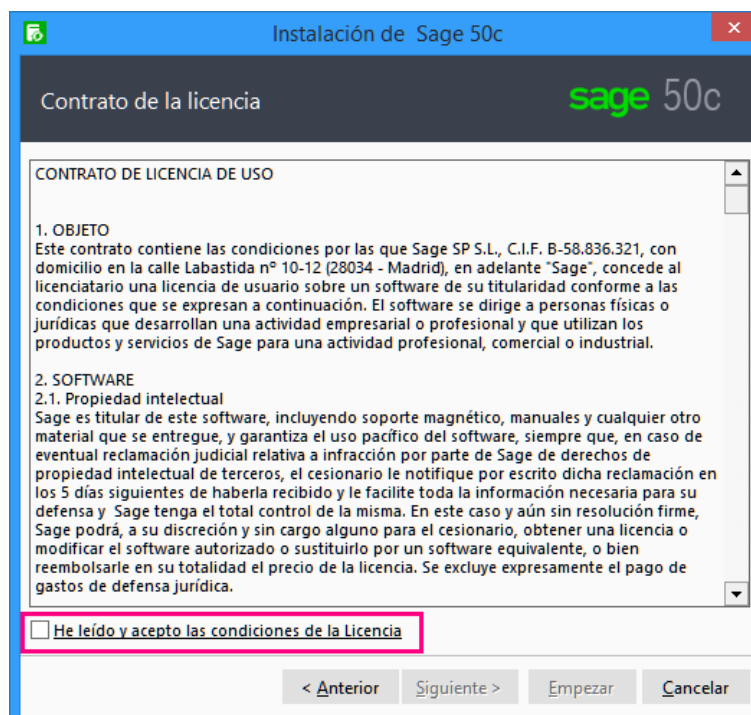 Instalación de Sage 50c
Contrato de la licencia
sage 50c
CONTRATO DE LICENCIA DE USO
1. OBJETO
Este contrato contiene las condiciones por las que Sage SP S.L., C.I.F. B-58.836.321, con
domicilio en la calle Labastida nº 10-12 (28034 - Madrid), en adelante "Sage", concede al
licenciatario una licencia de usuario sobre un software de su titularidad conforme a las
condiciones que se expresan a continuación. El software se dirige a personas físicas o
jurídicas que desarrollan una actividad empresarial o profesional y que utilizan los
productos y servicios de Sage para una actividad profesional, comercial o industrial.
2. SOFTWARE
2.1. Propiedad intelectual
Sage es titular de este software, incluyendo soporte magnético, manuales y cualquier otro
material que se entregue, y garantiza el uso pacífico del software, siempre que, en caso de
eventual reclamación judicial relativa a infracción por parte de Sage de derechos de
propiedad intelectual de terceros, el cesionario le notifique por escrito dicha reclamación en
los 5 días siguientes de haberla recibido y le facilite toda la información necesaria para su
defensa y Sage tenga el total control de la misma. En este caso y aún sin resolución firme,
Sage podrá, a su discreción y sin cargo alguno para el cesionario, obtener una licencia o
modificar el software autorizado o sustituirlo por un software equivalente, o bien
reembolsarle en su totalidad el precio de la licencia. Se excluye expresamente el pago de
gastos de defensa jurídica.
He leído y acepto las condiciones de la Licencia
< Anterior Siguiente > Empezar Cancelar